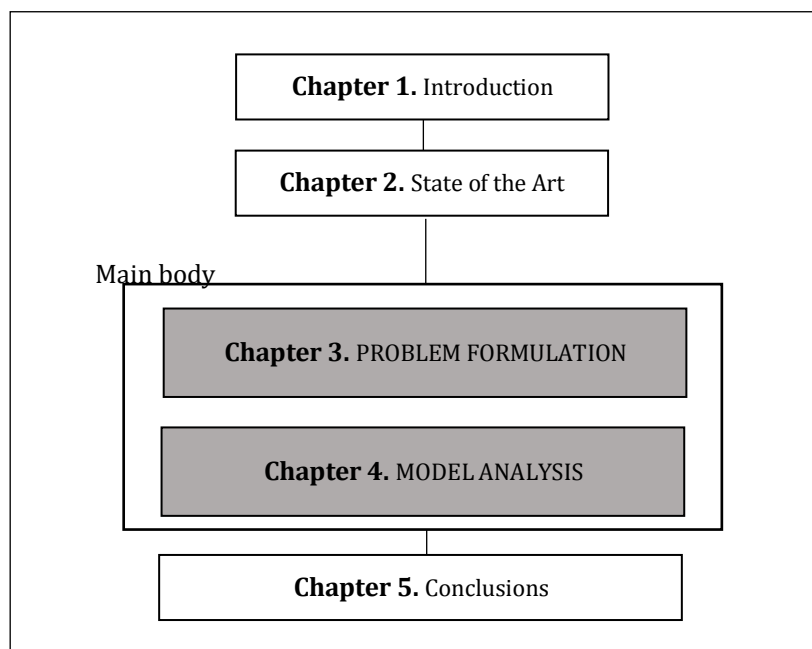 Chapter 1. Introduction
Chapter 2. State of the Art
Main body
Chapter 3. PROBLEM FORMULATION
Chapter 4. MODEL ANALYSIS
Chapter 5. Conclusions